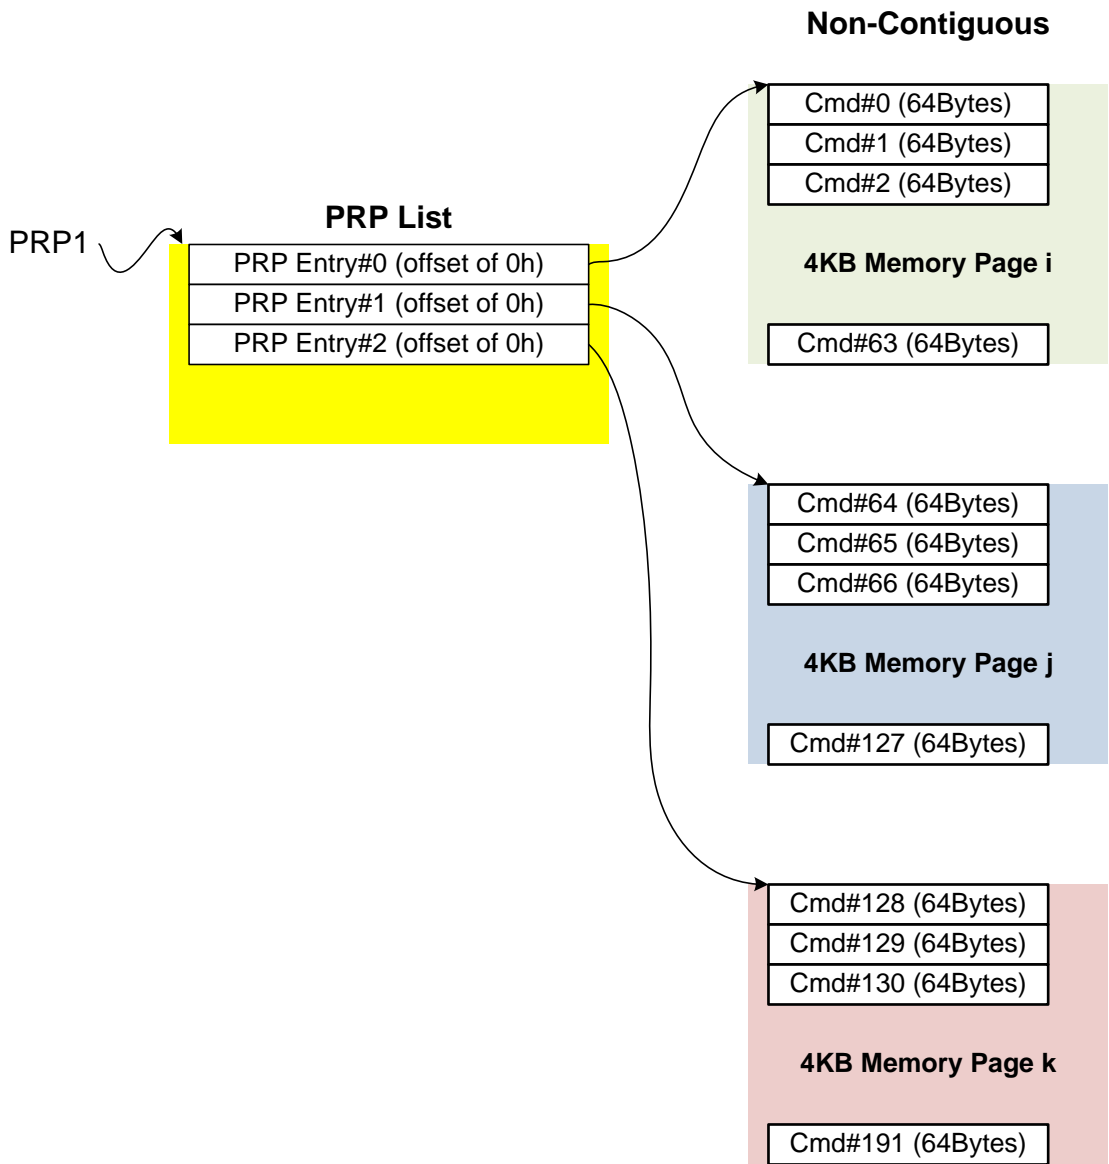 Non-Contiguous
Cmd#0 (64Bytes)
Cmd#1 (64Bytes)
Cmd#2 (64Bytes)
4KB Memory Page i
Cmd#63 (64Bytes)
PRP1
PRP List
PRP Entry#0 (offset of 0h)
PRP Entry#1 (offset of 0h)
PRP Entry#2 (offset of 0h)
Cmd#64 (64Bytes)
Cmd#65 (64Bytes)
Cmd#66 (64Bytes)
4KB Memory Page j
Cmd#127 (64Bytes)
Cmd#128 (64Bytes)
Cmd#129 (64Bytes)
Cmd#130 (64Bytes)
4KB Memory Page k
Cmd#191 (64Bytes)